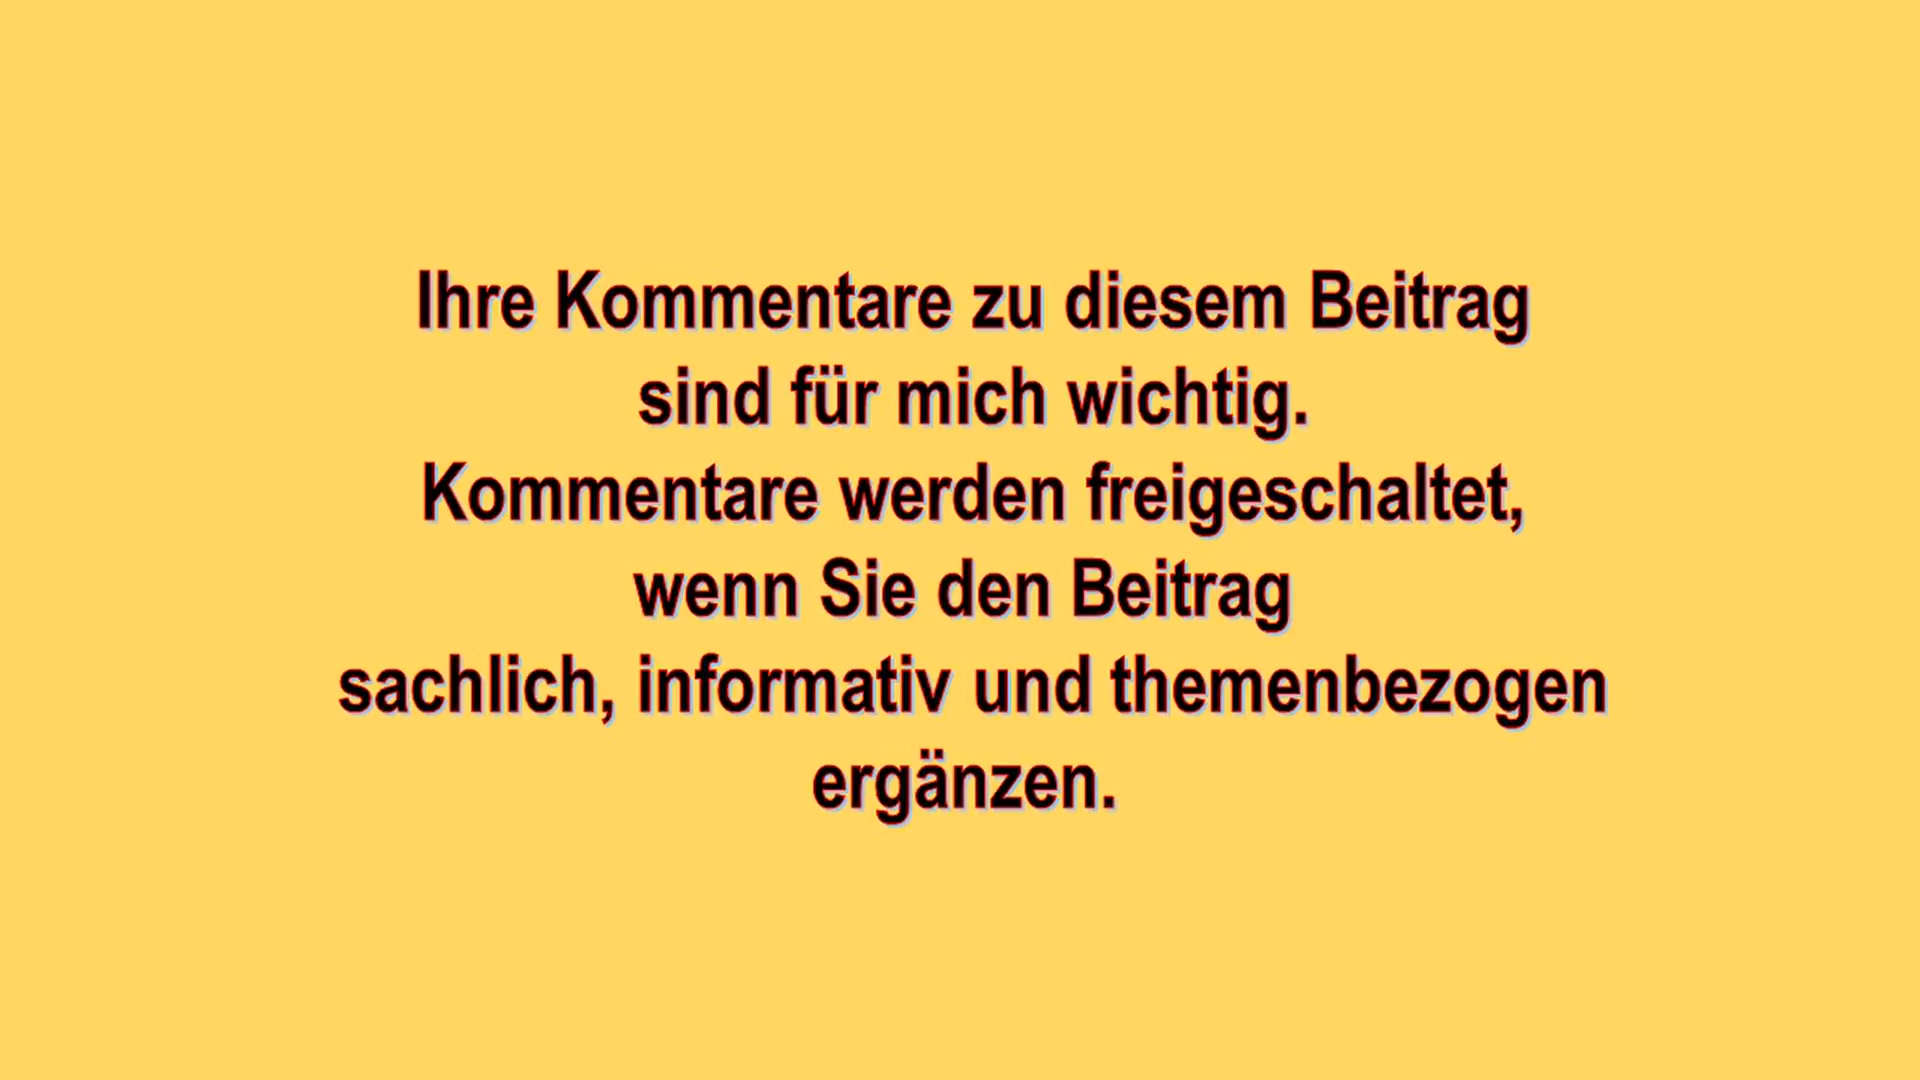 Ihre Kommentare zu diesem Beitrag
sind für mich wichtig.
Kommentare werden freigeschaltet,
wenn Sie den Beitrag
sachlich, informativ und themenbezogen
ergänzen.